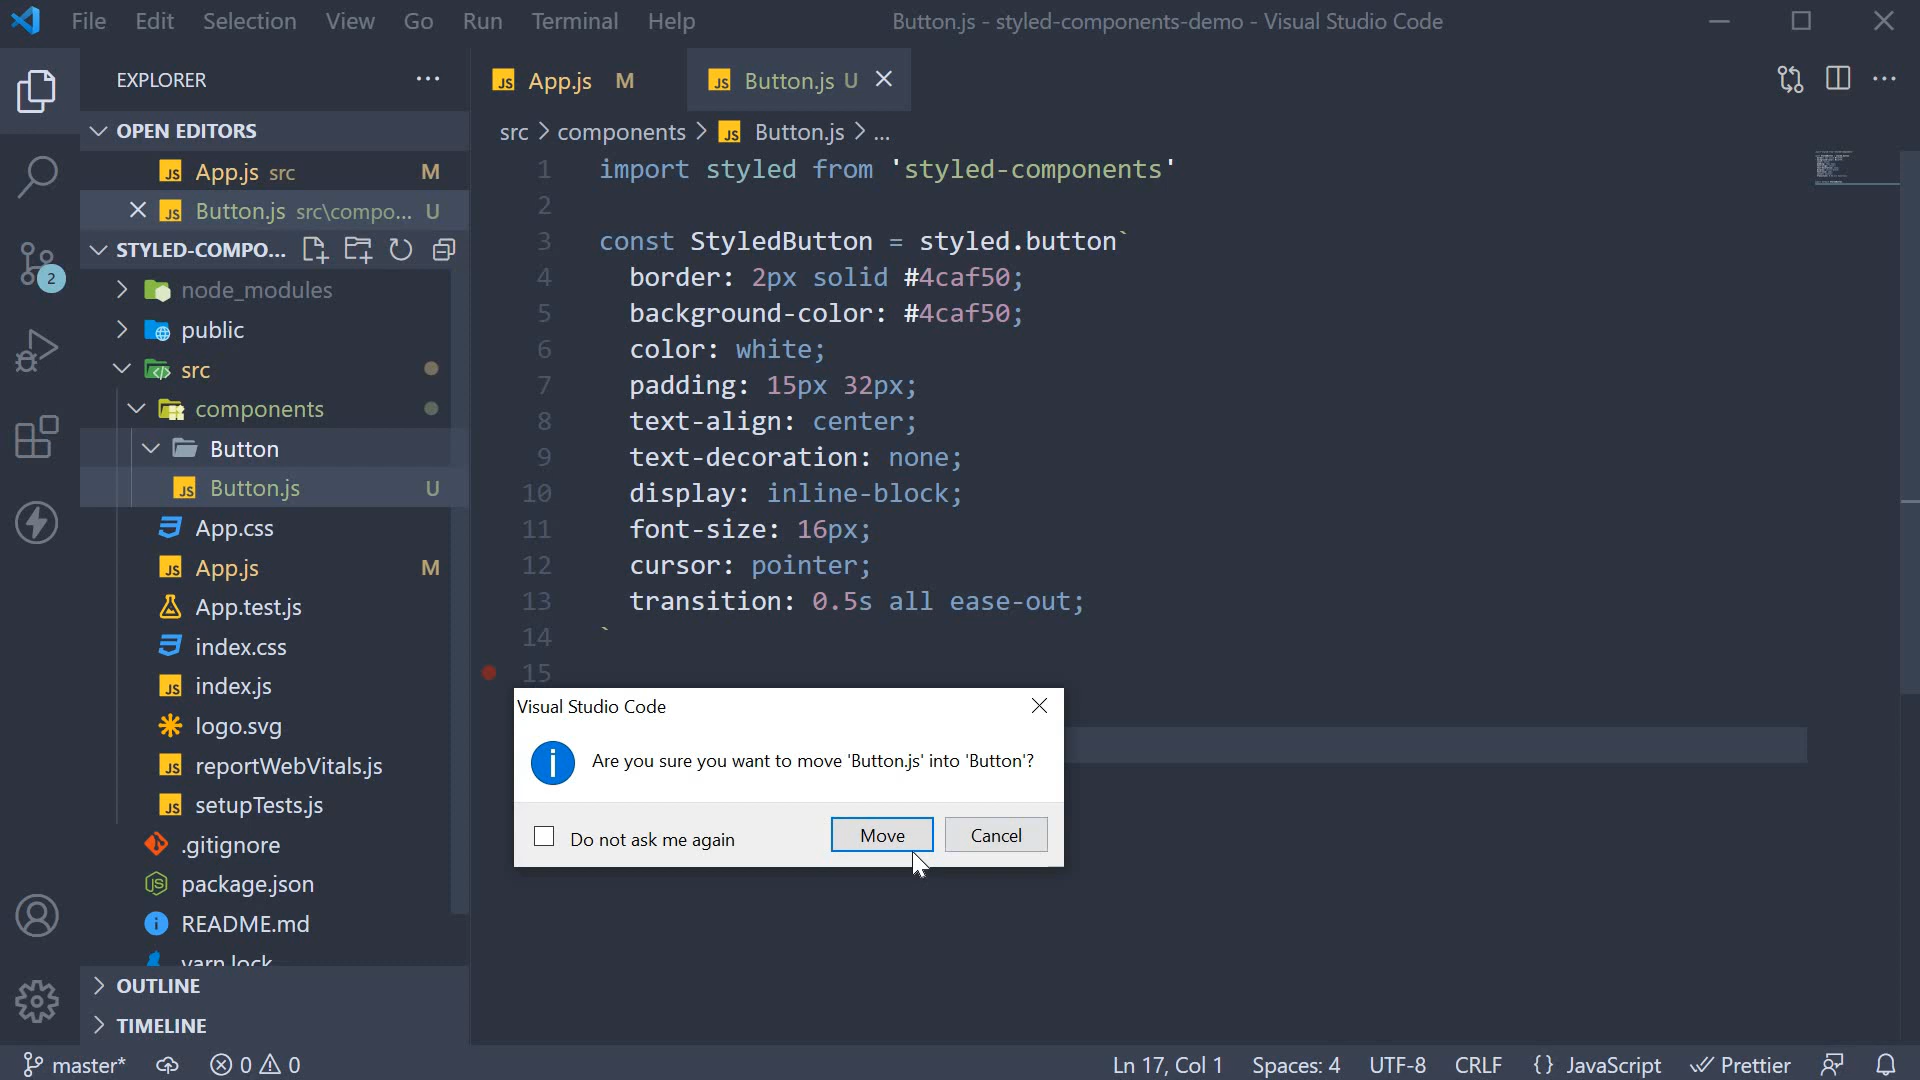 File Edit Selection View Go Run Terminal Help
Button.js - styled-components-demo - Visual Studio Code
EXPLORER
OPEN EDITORS
App.js src M
Button.js src\compo... U
STYLED-COMPO...
2
node_modules
public
src
components
Button
Button.js U
App.css
App.js M
App.test.js
index.css
index.js
logo.svg
reportWebVitals.js
setupTests.js
.gitignore
package.json
README.md
yarn.lock
OUTLINE
TIMELINE
App.js M
Button.js U
src > components > JS Button.js > ...
1 import styled from 'styled-components'
2
3 const StyledButton = styled.button`
4 border: 2px solid #4caf50;
5 background-color: #4caf50;
6 color: white;
7 padding: 15px 32px;
8 text-align: center;
9 text-decoration: none;
10 display: inline-block;
11 font-size: 16px;
12 cursor: pointer;
13 transition: 0.5s all ease-out;
14 `
15
Visual Studio Code
Are you sure you want to move 'Button.js' into 'Button'?
Do not ask me again
Move
Cancel
master* 0 0
Ln 17, Col 1 Spaces: 4 UTF-8 CRLF {} JavaScript Prettier